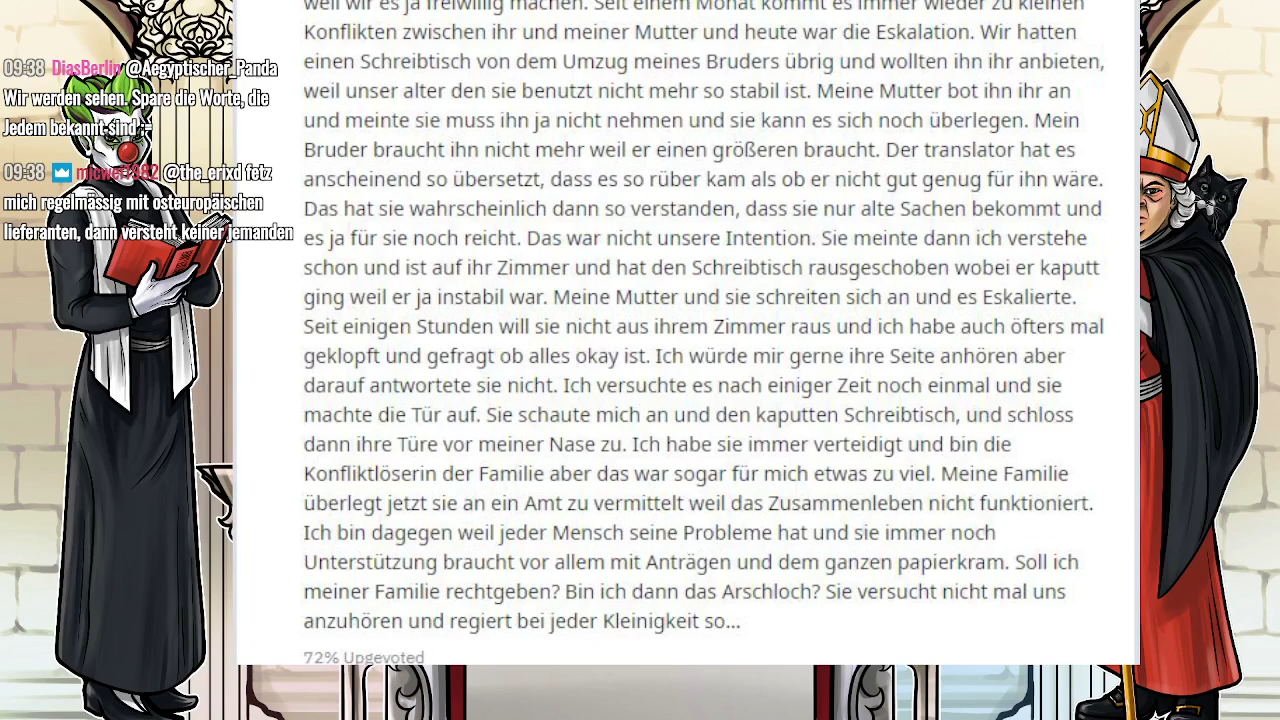 weil wir es ja freiwillig machen. Seit einem Monat kommt es immer wieder zu kleinen
Konflikten zwischen ihr und meiner Mutter und heute war die Eskalation. Wir hatten
einen Schreibtisch von dem Umzug meines Bruders übrig und wollten ihn ihr anbieten,
weil unser alter den sie benutzt nicht mehr so stabil ist. Meine Mutter bot ihn ihr an
und meinte sie muss ihn ja nicht nehmen und sie kann es sich noch überlegen. Mein
Bruder braucht ihn nicht mehr weil er einen größeren braucht. Der translator hat es
anscheinend so übersetzt, dass es so rüber kam als ob er nicht gut genug für ihn wäre.
Das hat sie wahrscheinlich dann so verstanden, dass sie nur alte Sachen bekommt und
es ja für sie noch reicht. Das war nicht unsere Intention. Sie meinte dann ich verstehe
schon und ist auf ihr Zimmer und hat den Schreibtisch rausgeschoben wobei er kaputt
ging weil er ja instabil war. Meine Mutter und sie schreiten sich an und es Eskalierte.
Seit einigen Stunden will sie nicht aus ihrem Zimmer raus und ich habe auch öfters mal
geklopft und gefragt ob alles okay ist. Ich würde mir gerne ihre Seite anhören aber
darauf antwortete sie nicht. Ich versuchte es nach einiger Zeit noch einmal und sie
machte die Tür auf. Sie schaute mich an und den kaputten Schreibtisch, und schloss
dann ihre Türe vor meiner Nase zu. Ich habe sie immer verteidigt und bin die
Konfliktlöserin der Familie aber das war sogar für mich etwas zu viel. Meine Familie
überlegt jetzt sie an ein Amt zu vermittelt weil das Zusammenleben nicht funktioniert.
Ich bin dagegen weil jeder Mensch seine Probleme hat und sie immer noch
Unterstützung braucht vor allem mit Anträgen und dem ganzen papierkram. Soll ich
meiner Familie rechtgeben? Bin ich dann das Arschloch? Sie versucht nicht mal uns
anzuhören und regiert bei jeder Kleinigkeit so...
72% Upgevoted
09:38 DiasBerlin @Aegyptischer_Panda
Wir werden sehen. Spare die Worte, die
Jedem bekannt sind ;=
09:38 micwer1982 @the_erixd fetz
mich regelmässig mit osteuropäischen
lieferanten, dann versteht keiner jemanden